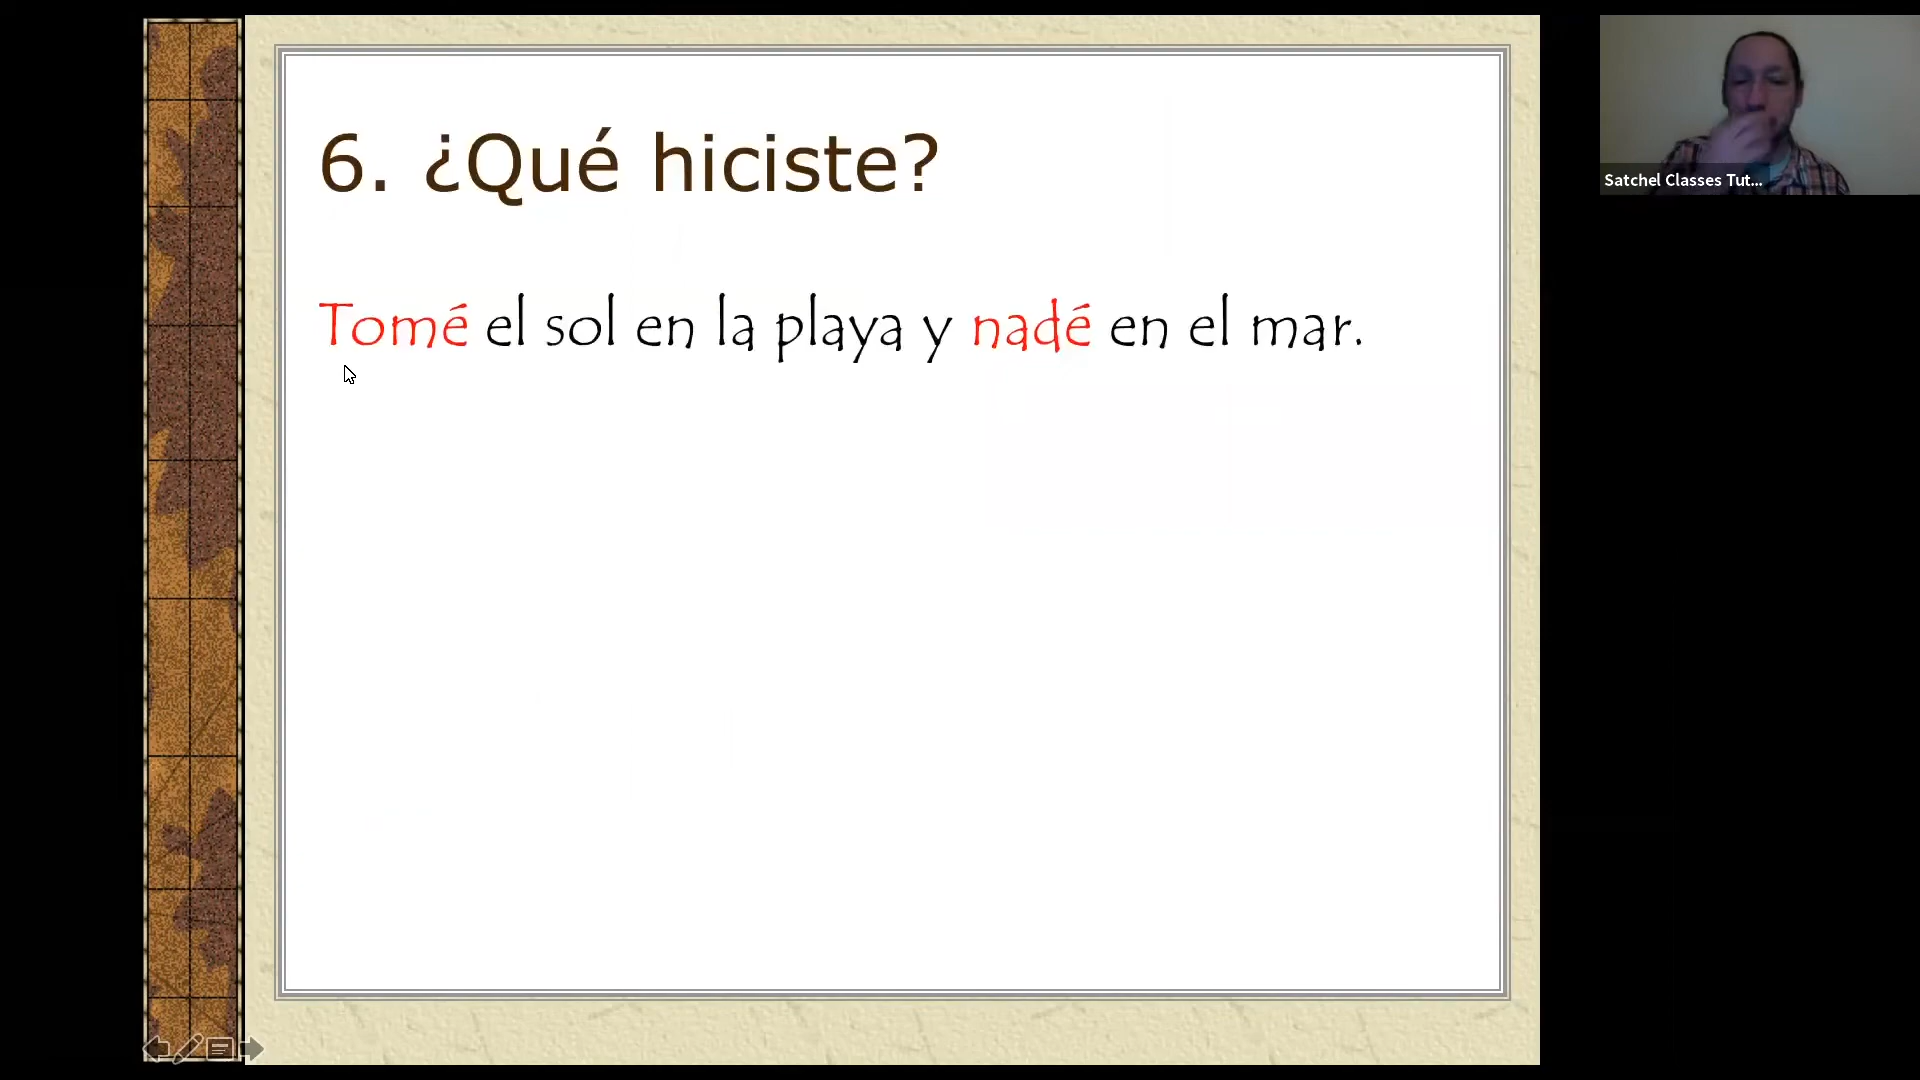 6. ¿Qué hiciste?
Tomé el sol en la playa y nadé en el mar.
Satchel Classes Tut...